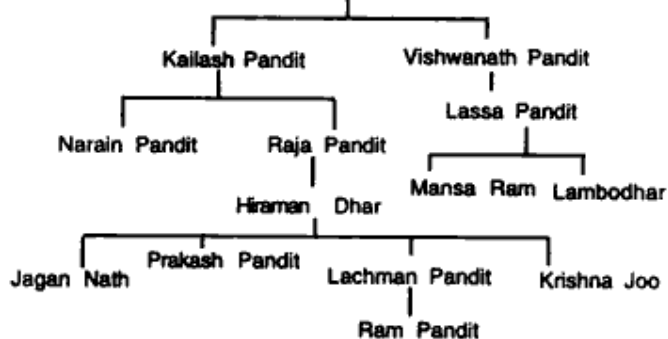 Kailash Pandit Vishwanath Pandit
Lassa Pandit
Narain Pandit Raja Pandit
Mansa Ram Lambodhar
Hiraman Dhar
Prakash Pandit
Jagan Nath Lachman Pandit Krishna Joo
Ram Pandit